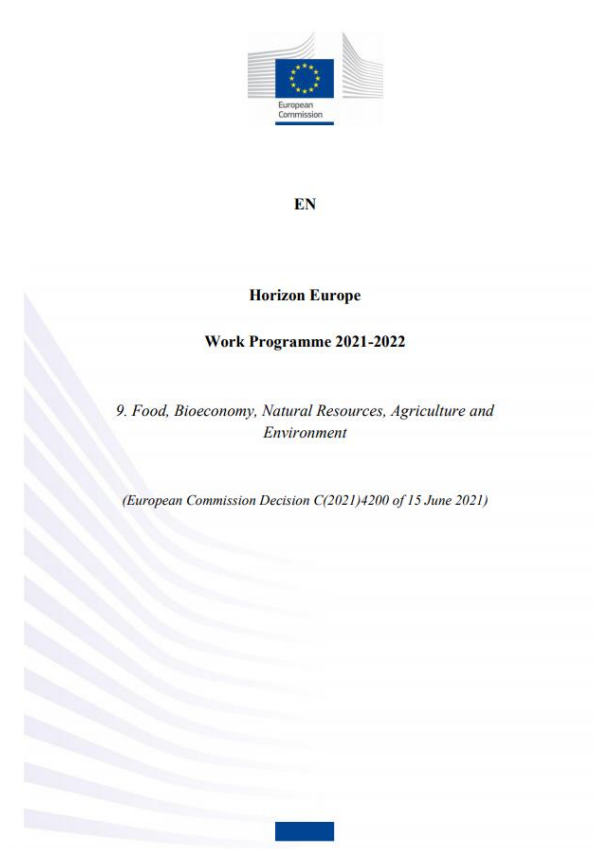 European
Commission
EN
Horizon Europe
Work Programme 2021-2022
9. Food, Bioeconomy, Natural Resources, Agriculture and
Environment
(European Commission Decision C(2021)4200 of 15 June 2021)